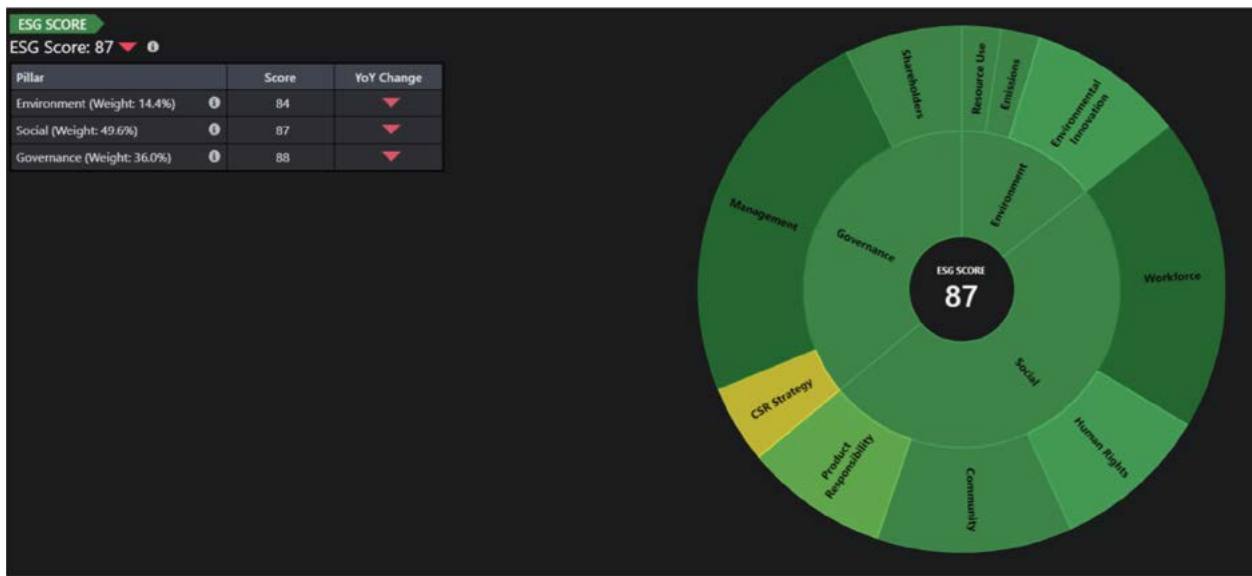 ESG SCORE
ESG Score: 87
Pillar Score YoY Change
Environment (Weight: 14.4%) 84
Social (Weight: 49.6%) 87
Governance (Weight: 36.0%) 88
Shareholders
Resource Use
Emissions
Environmental
Innovation
Management
Governance
Environment
Workforce
ESG SCORE
87
Social
CSR Strategy
Product
Responsibility
Community
Human Rights